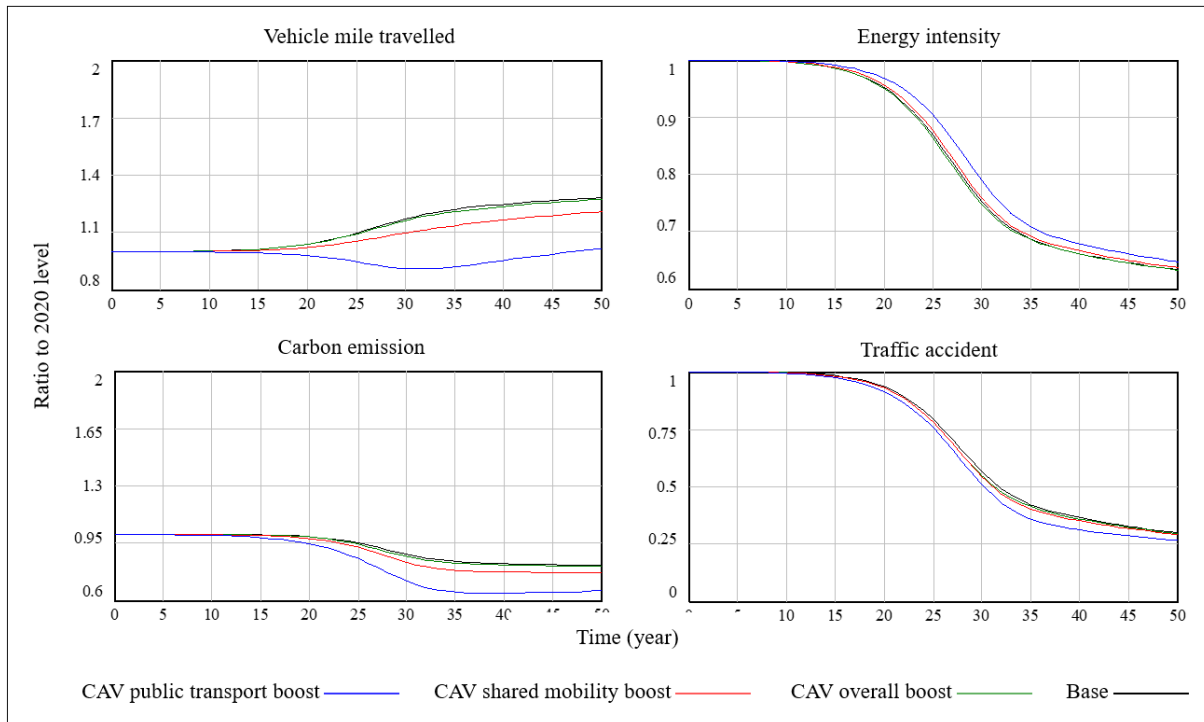 Vehicle mile travelled
2
1.7
1.4
1.1
0.8
0 5 10 15 20 25 30 35 40 45 50
Energy intensity
1
0.9
0.8
0.7
0.6
0 5 10 15 20 25 30 35 40 45 50
Ratio to 2020 level
Carbon emission
2
1.65
1.3
0.95
0.6
0 5 10 15 20 25 30 35 40 45 50
Traffic accident
1
0.75
0.5
0.25
0
0 5 10 15 20 25 30 35 40 45 50
Time (year)
CAV public transport boost CAV shared mobility boost CAV overall boost Base